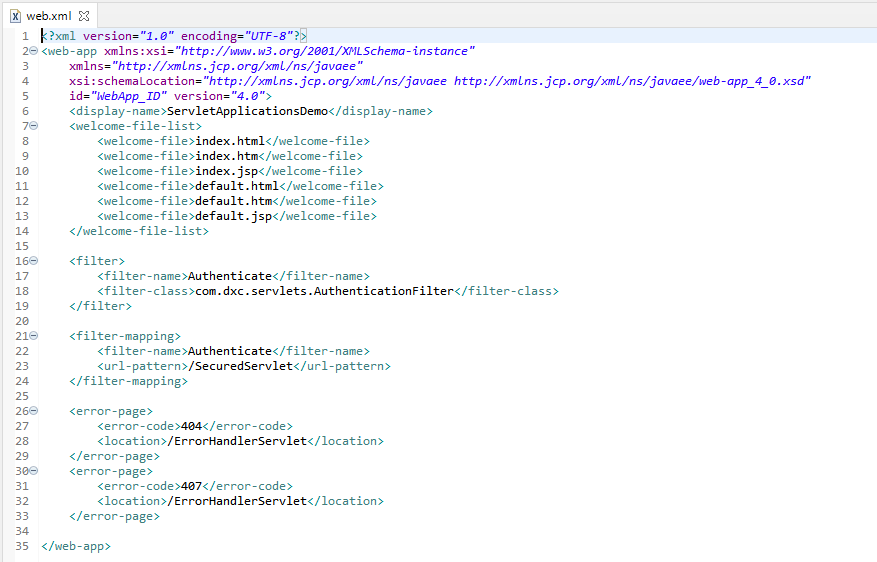 web.xml
1 <?xml version="1.0" encoding="UTF-8"?>
2 <web-app xmlns:xsi="http://www.w3.org/2001/XMLSchema-instance"
3     xmlns="http://xmlns.jcp.org/xml/ns/javaee"
4     xsi:schemaLocation="http://xmlns.jcp.org/xml/ns/javaee http://xmlns.jcp.org/xml/ns/javaee/web-app_4_0.xsd"
5     id="WebApp_ID" version="4.0">
6     <display-name>ServletApplicationsDemo</display-name>
7     <welcome-file-list>
8         <welcome-file>index.html</welcome-file>
9         <welcome-file>index.htm</welcome-file>
10         <welcome-file>index.jsp</welcome-file>
11         <welcome-file>default.html</welcome-file>
12         <welcome-file>default.htm</welcome-file>
13         <welcome-file>default.jsp</welcome-file>
14     </welcome-file-list>
15
16     <filter>
17         <filter-name>Authenticate</filter-name>
18         <filter-class>com.dxc.servlets.AuthenticationFilter</filter-class>
19     </filter>
20
21     <filter-mapping>
22         <filter-name>Authenticate</filter-name>
23         <url-pattern>/SecuredServlet</url-pattern>
24     </filter-mapping>
25
26     <error-page>
27         <error-code>404</error-code>
28         <location>/ErrorHandlerServlet</location>
29     </error-page>
30     <error-page>
31         <error-code>407</error-code>
32         <location>/ErrorHandlerServlet</location>
33     </error-page>
34
35 </web-app>